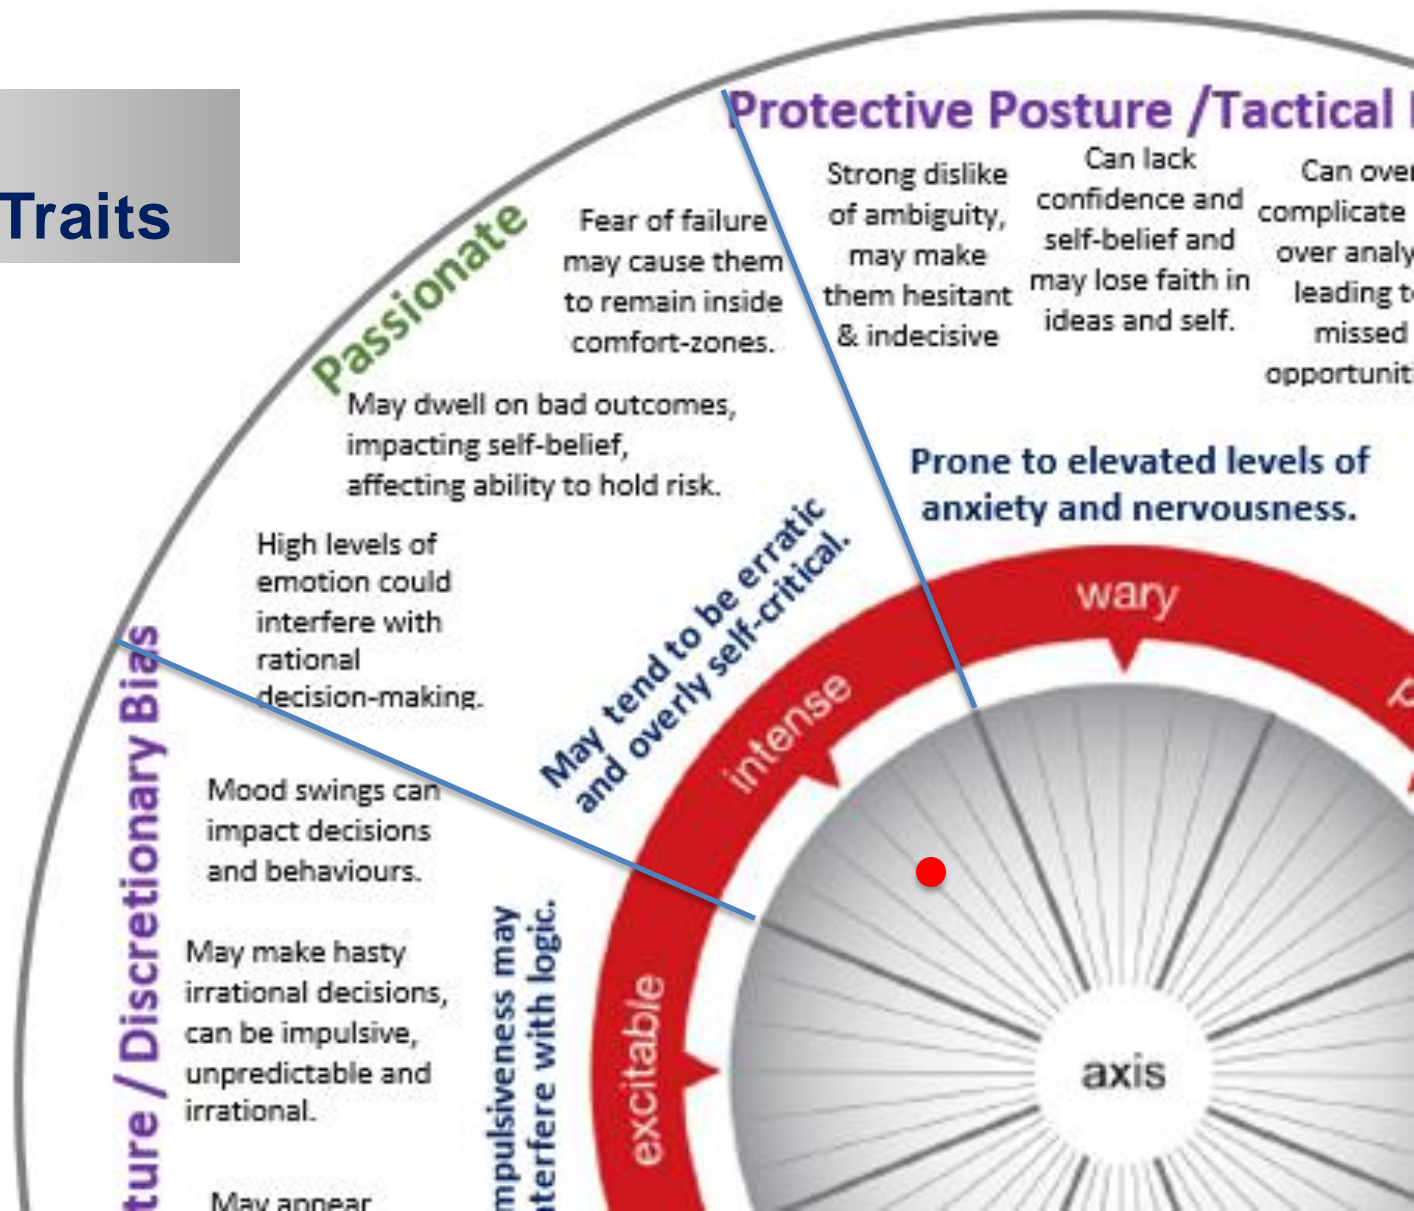 Traits
Protective Posture /Tactical
Strong dislike
of ambiguity,
may make
them hesitant
& indecisive
Can lack
confidence and
self-belief and
may lose faith in
ideas and self.
Can over
complicate
over analy
leading t
missed
opportunit
Passionate
Fear of failure
may cause them
to remain inside
comfort-zones.
May dwell on bad outcomes,
impacting self-belief,
affecting ability to hold risk.
High levels of
emotion could
interfere with
rational
decision-making.
Prone to elevated levels of
anxiety and nervousness.
May tend to be erratic
and overly self-critical.
wary
intense
excitable
axis
ture / Discretionary Bias
Mood swings can
impact decisions
and behaviours.
May make hasty
irrational decisions,
can be impulsive,
unpredictable and
irrational.
mpulsiveness may
nterfere with logic.
May appear